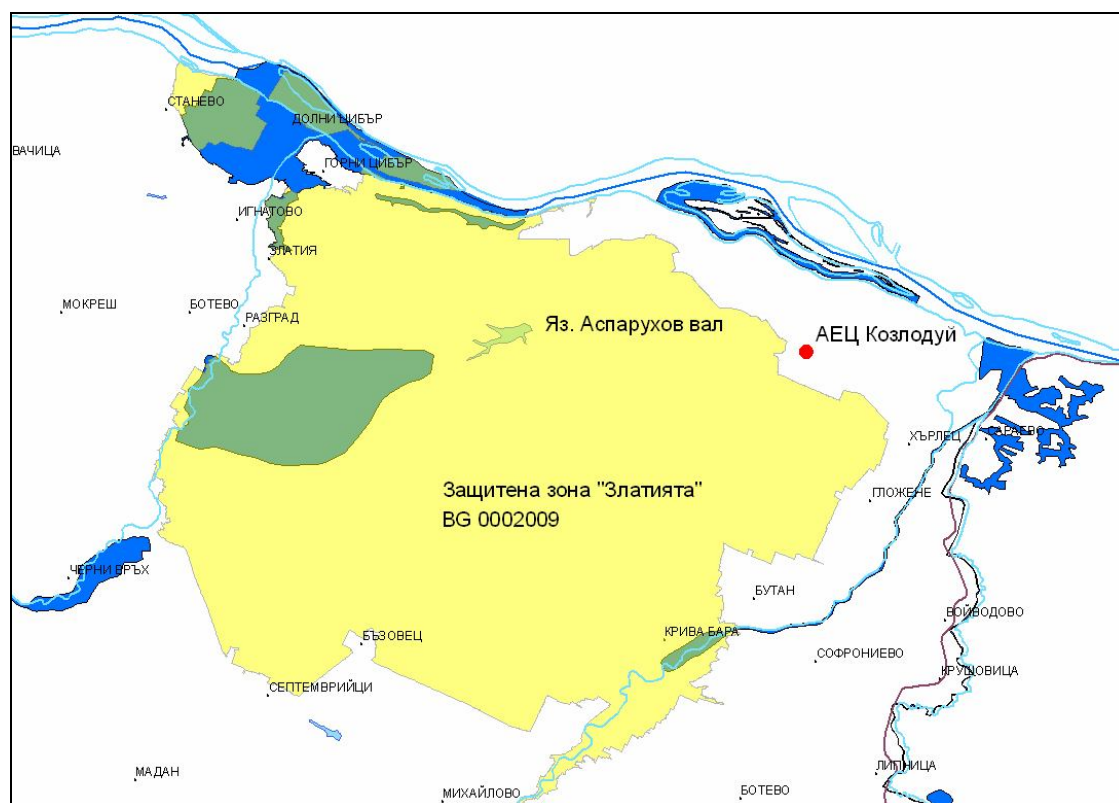 СТАНЕВО
ДОЛНИ ЦИБЪР
ВАЧИЦА
ГОРНИ ЦИБЪР
ИГНАТОВО
ЗЛАТИЯ
МОКРЕШ
БОТЕВО
РАЗГРАД
Яз. Аспарухов вал
АЕЦ Козлодуй
ХЪРЛЕЦ
САРАЕВО
Защитена зона "Златията"
BG 0002009
ГЛОЖЕНЕ
ЧЕРНИ ВРЪХ
БУТАН
ВОЙВОДОВО
БЪЗОВЕЦ
КРИВА БАРА
СОФРОНИЕВО
КРУШОВИЦА
СЕПТЕМВРИЙЦИ
МАДАН
ЛИПНИЦА
МИХАЙЛОВО
БОТЕВО